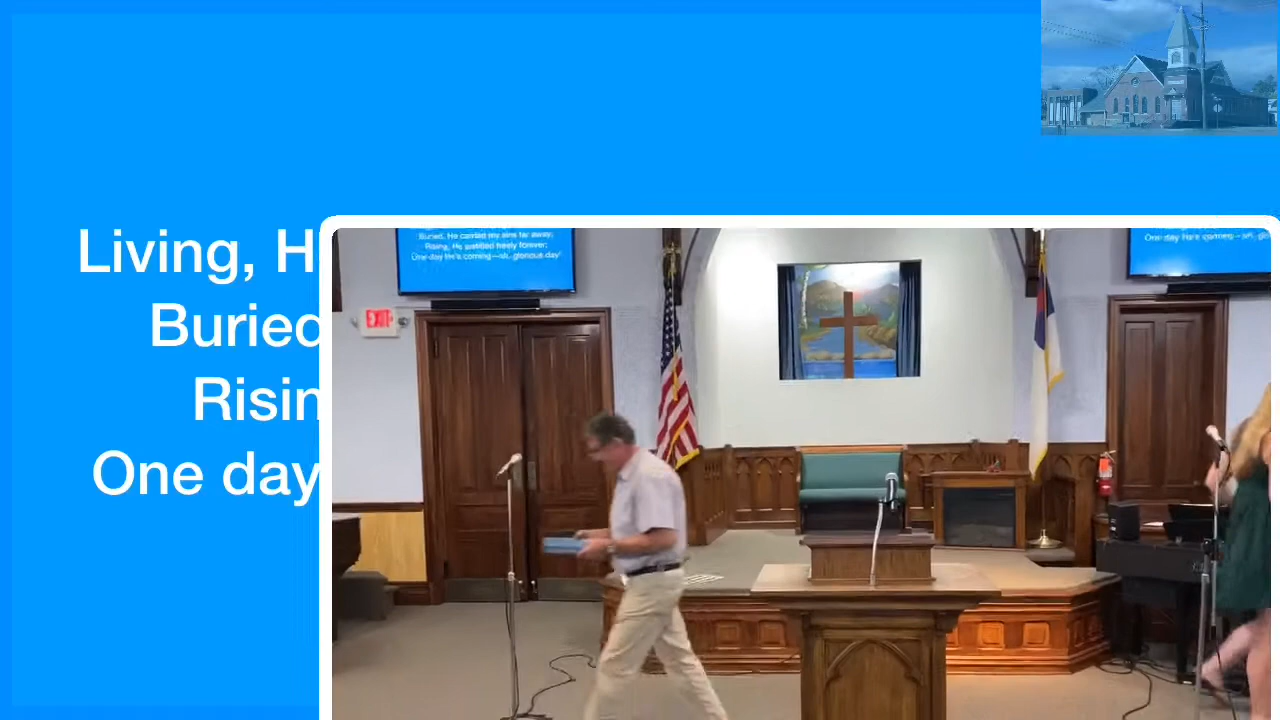 Living, H
Buried
Risin
One day
Buried, He carried my sins far away;
Rising, He justified freely forever;
One day He's coming—oh, glorious day!
One day He's coming—oh, glo
EXIT